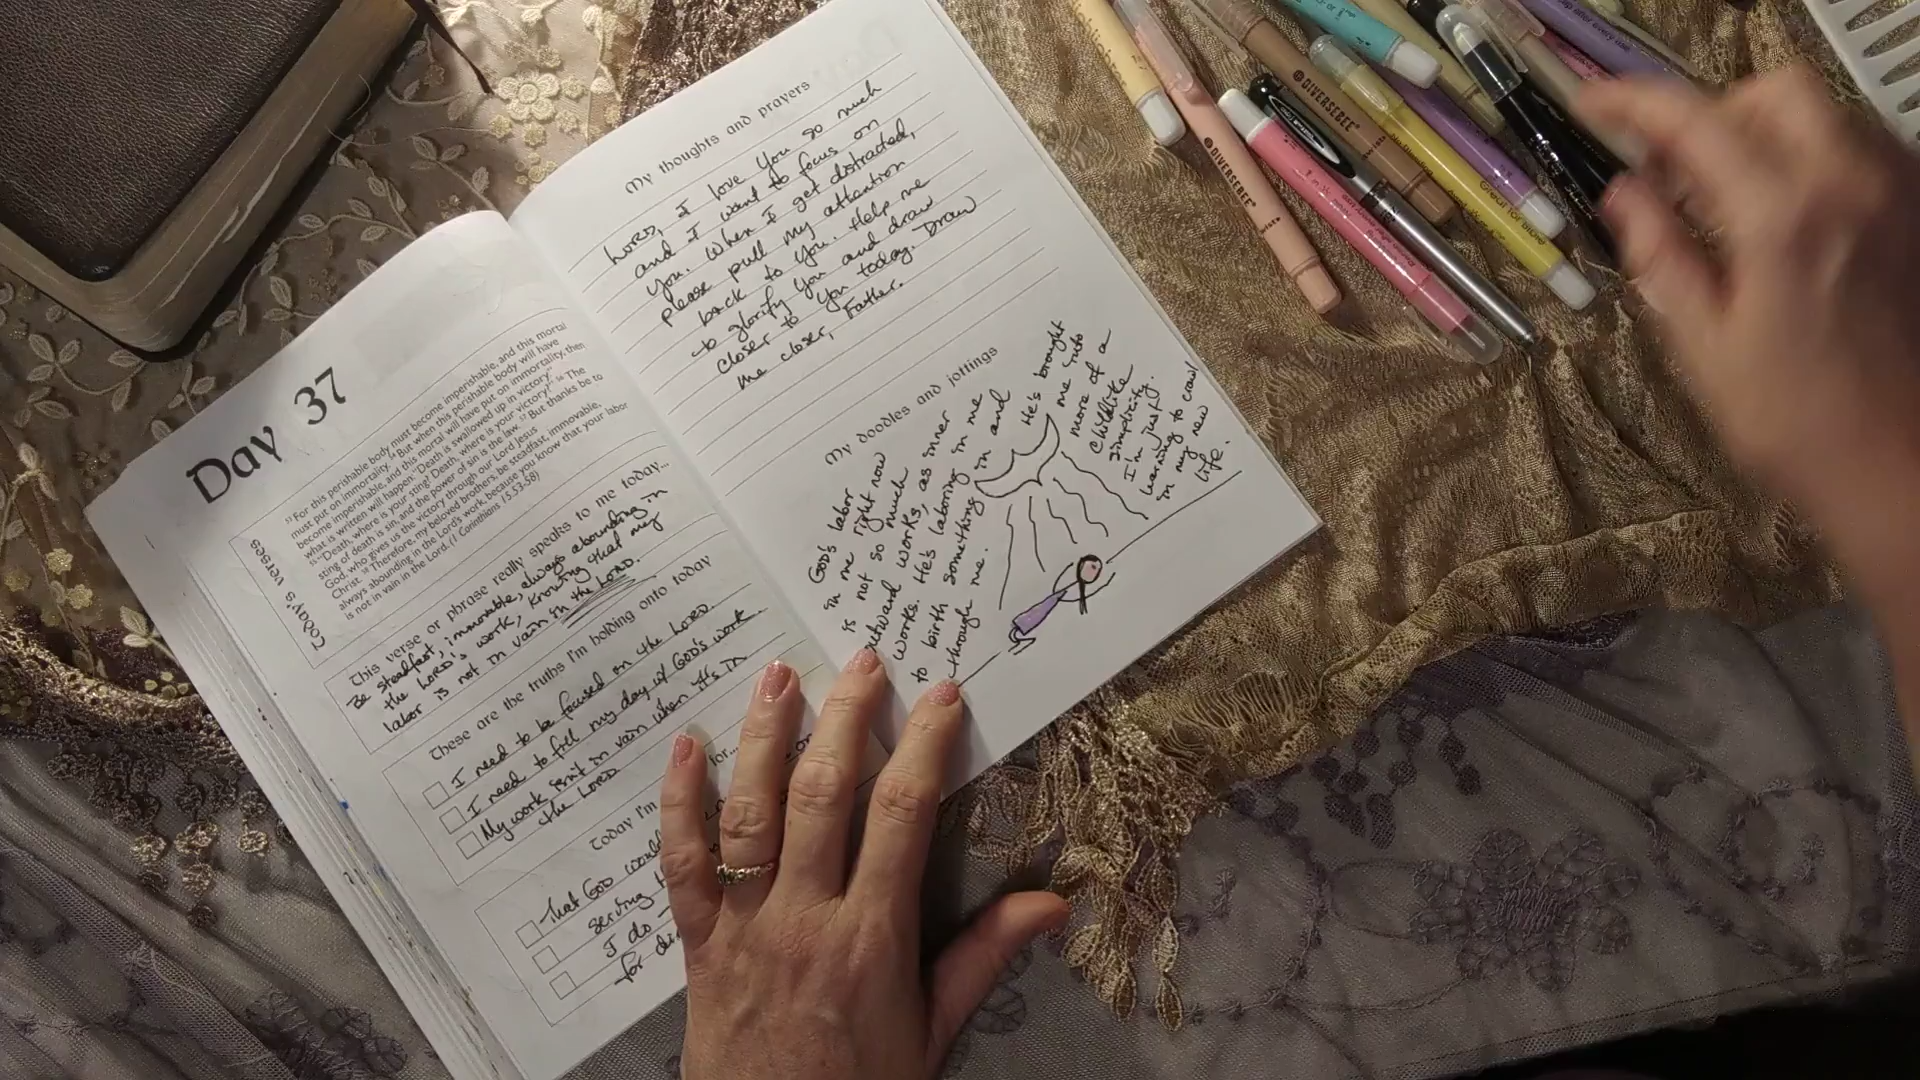 Day 37
Today's verses
53 For this perishable body must become imperishable, and this mortal
must put on immortality. 54 But when this perishable body will have
become imperishable, and this mortal will have put on immortality, then
what is written will happen: "Death is swallowed up in victory."
55 "Death, where is your sting? Death, where is your victory?" 56 The
sting of death is sin, and the power of sin is the law. 57 But thanks be to
God, who gives us the victory through our Lord Jesus
Christ. 58 Therefore, my beloved brothers, be steadfast, immovable,
always abounding in the Lord's work, because you know that your labor
is not in vain in the Lord. (1 Corinthians 15:53-58)
This verse or phrase really speaks to me today...
Be steadfast, immovable, always abounding in
the LORD's work, knowing that my
labor is not in vain in the LORD.
These are the truths I'm holding onto today
I need to be focused on the LORD.
I need to fill my day w/ God's work
My work isn't in vain when it's in
the LORD
Today I'm
for...
That God would
serving
I do
for
My thoughts and prayers
LORD, I love You so much
and I want to focus on
You. When I get distracted,
please pull my attention
back to You. Help me
to glorify You and draw
closer to You today. Draw
me closer, Father.
My doodles and jottings
God's labor
in me right now
is not so much
outward works, as inner
works. He's laboring in me
to birth something in and
through me.
He's brought
me into
more of a
childlike
simplicity.
I'm just
learning to crawl
in my new
life.
DIVERSEBEE
DIVERSEBEE
Great for Bible